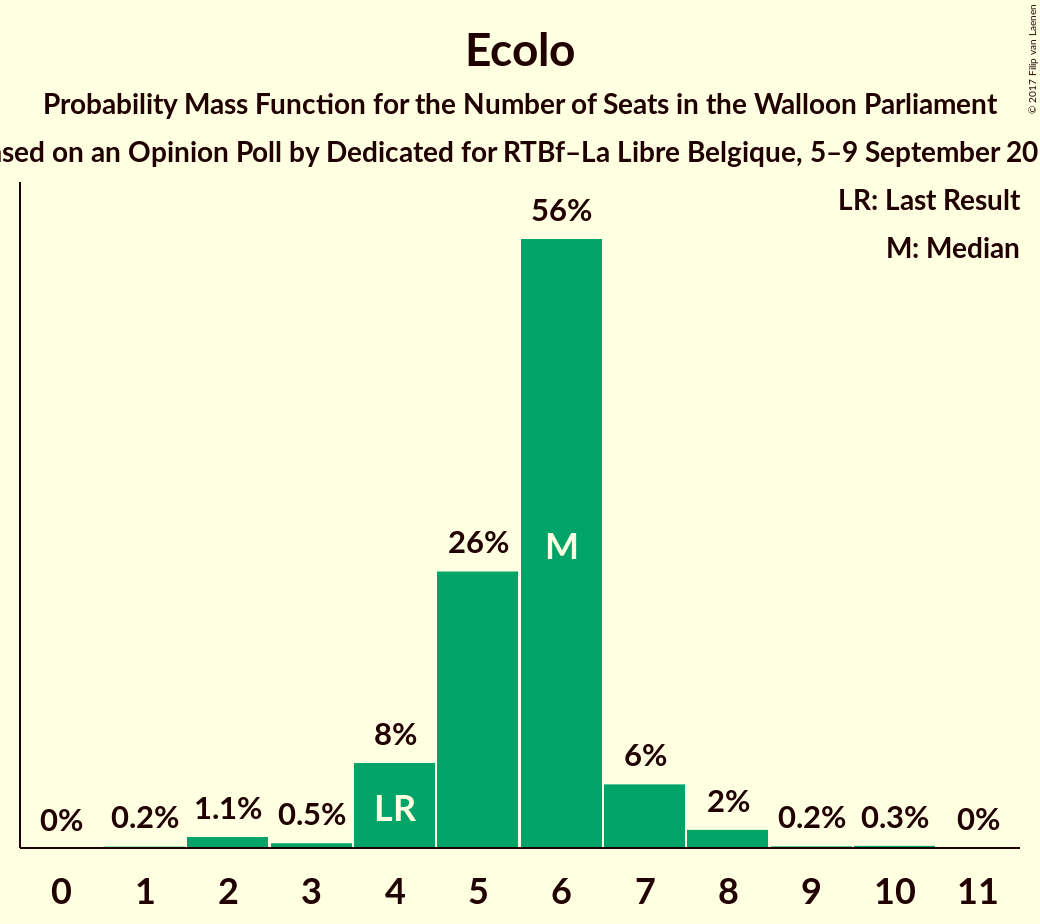 Ecolo
Probability Mass Function for the Number of Seats in the Walloon Parliament
on an Opinion Poll by Dedicated for RTBf–La Libre Belgique, 5–9 September
© 2017 Filip van Laenen
LR: Last Result
M: Median
56%
26%
M
8%
LR
6%
2%
1.1%
0.5%
0.2%
0%
0.2%
0.3%
0%
0 1 2 3 4 5 6 7 8 9 10 11